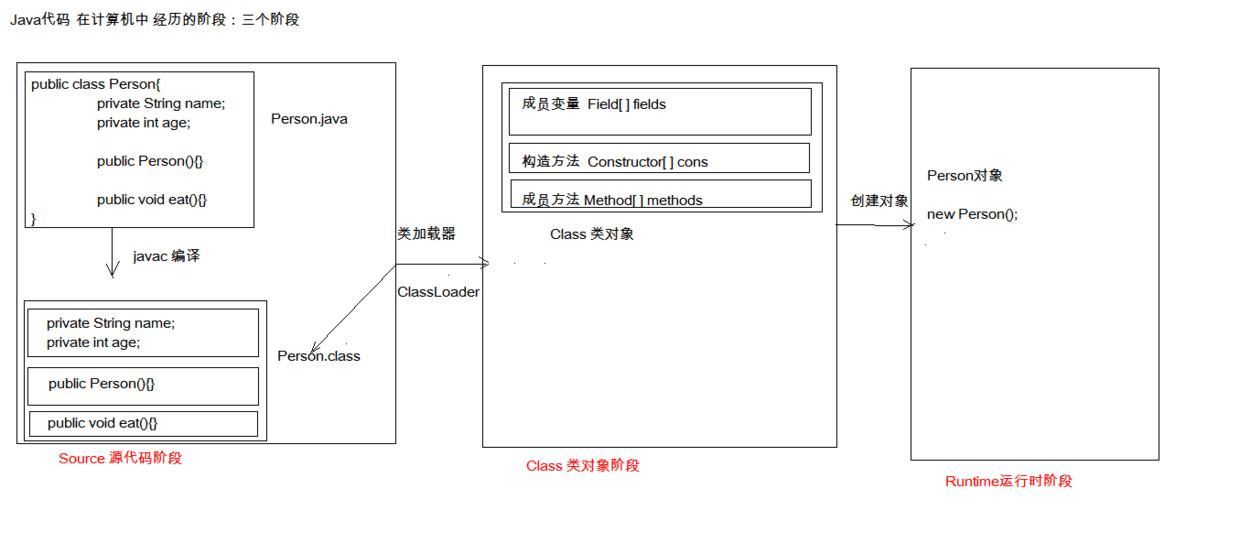 Java代码 在计算机中 经历的阶段：三个阶段
public class Person{
private String name;
private int age;
public Person(){}
public void eat(){}
}
Person.java
javac 编译
private String name;
private int age;
public Person(){}
public void eat(){}
Person.class
Source 源代码阶段
类加载器
ClassLoader
成员变量 Field[ ] fields
构造方法 Constructor[ ] cons
成员方法 Method[ ] methods
Class 类对象
Class 类对象阶段
创建对象
Person对象
new Person();
Runtime运行时阶段